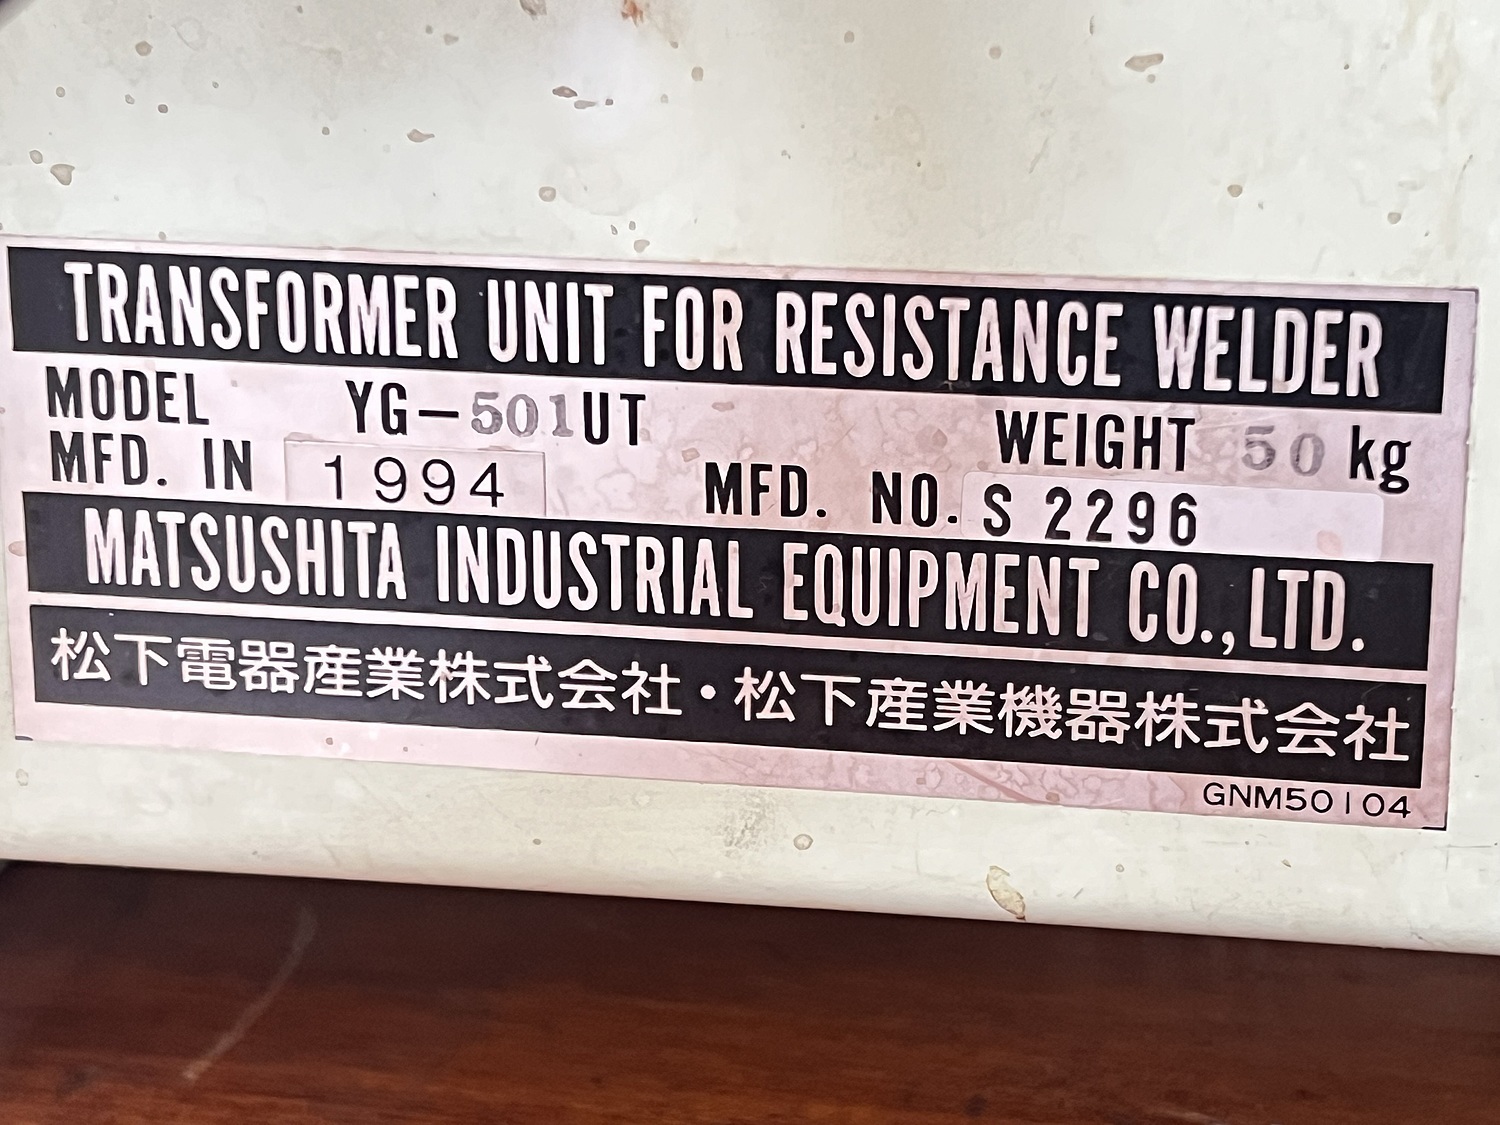 TRANSFORMER UNIT FOR RESISTANCE WELDER
MODEL YG-501UT WEIGHT 50 kg
MFD. IN 1994 MFD. NO. S 2296
MATSUSHITA INDUSTRIAL EQUIPMENT CO.,LTD.
松下電器産業株式会社・松下産業機器株式会社
GNM50104